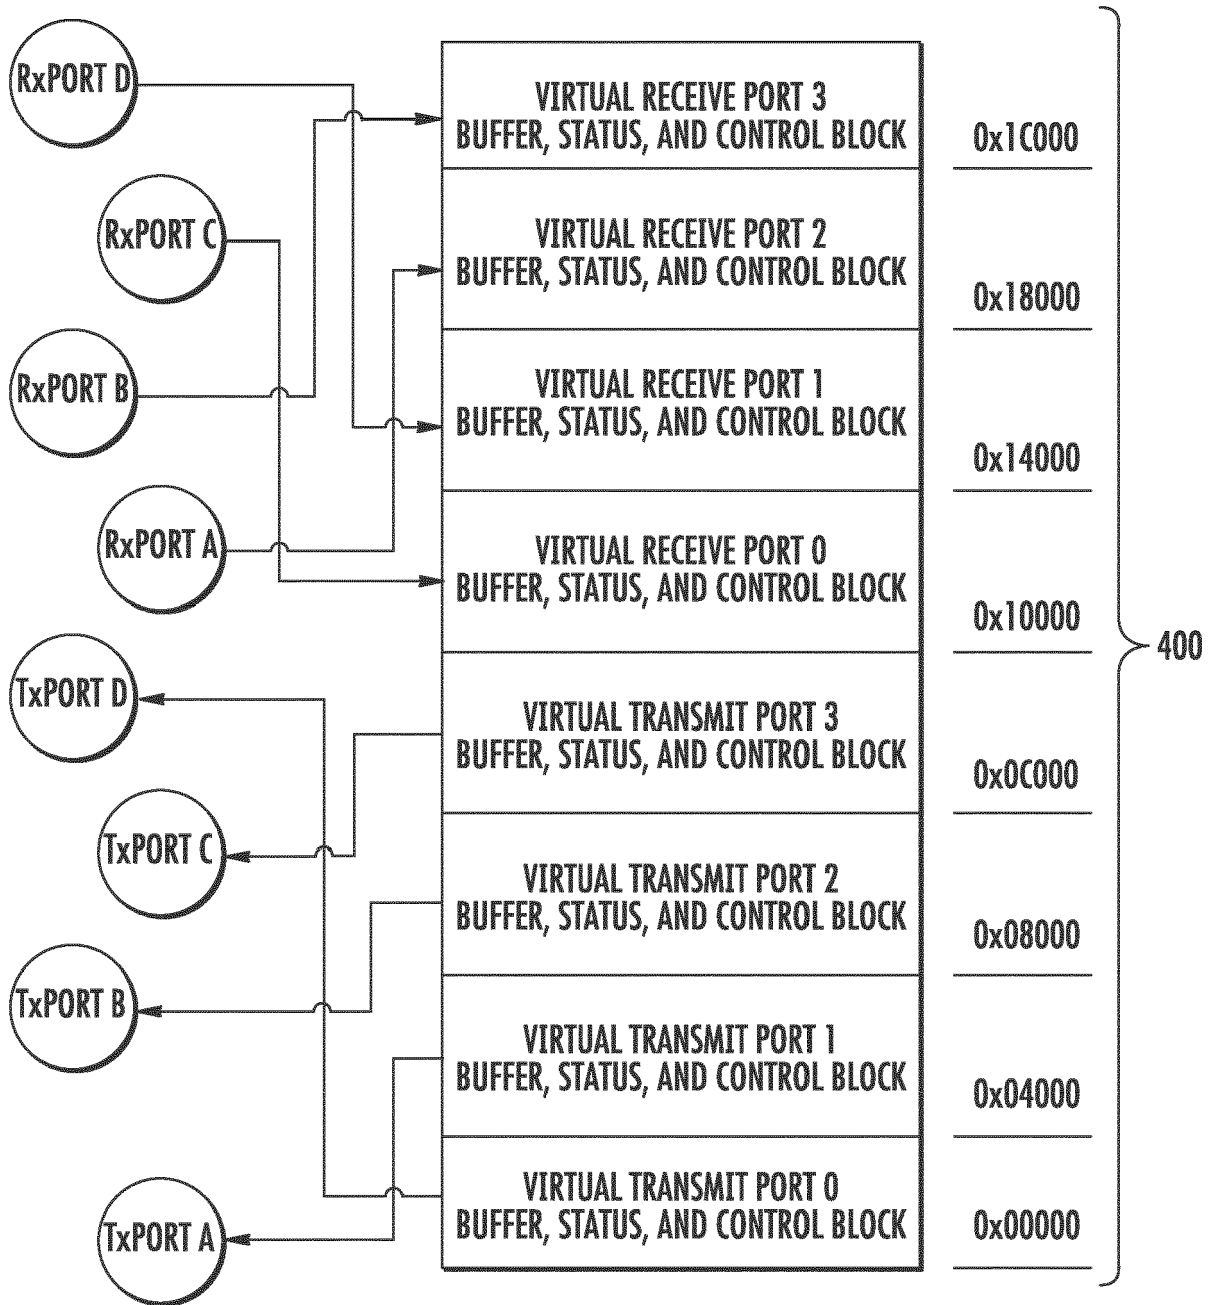 RxPORT D
VIRTUAL RECEIVE PORT 3
BUFFER, STATUS, AND CONTROL BLOCK
0x1C000
RxPORT C
VIRTUAL RECEIVE PORT 2
BUFFER, STATUS, AND CONTROL BLOCK
0x18000
RxPORT B
VIRTUAL RECEIVE PORT 1
BUFFER, STATUS, AND CONTROL BLOCK
0x14000
RxPORT A
VIRTUAL RECEIVE PORT 0
BUFFER, STATUS, AND CONTROL BLOCK
0x10000
400
TxPORT D
VIRTUAL TRANSMIT PORT 3
BUFFER, STATUS, AND CONTROL BLOCK
0x0C000
TxPORT C
VIRTUAL TRANSMIT PORT 2
BUFFER, STATUS, AND CONTROL BLOCK
0x08000
TxPORT B
VIRTUAL TRANSMIT PORT 1
BUFFER, STATUS, AND CONTROL BLOCK
0x04000
TxPORT A
VIRTUAL TRANSMIT PORT 0
BUFFER, STATUS, AND CONTROL BLOCK
0x00000